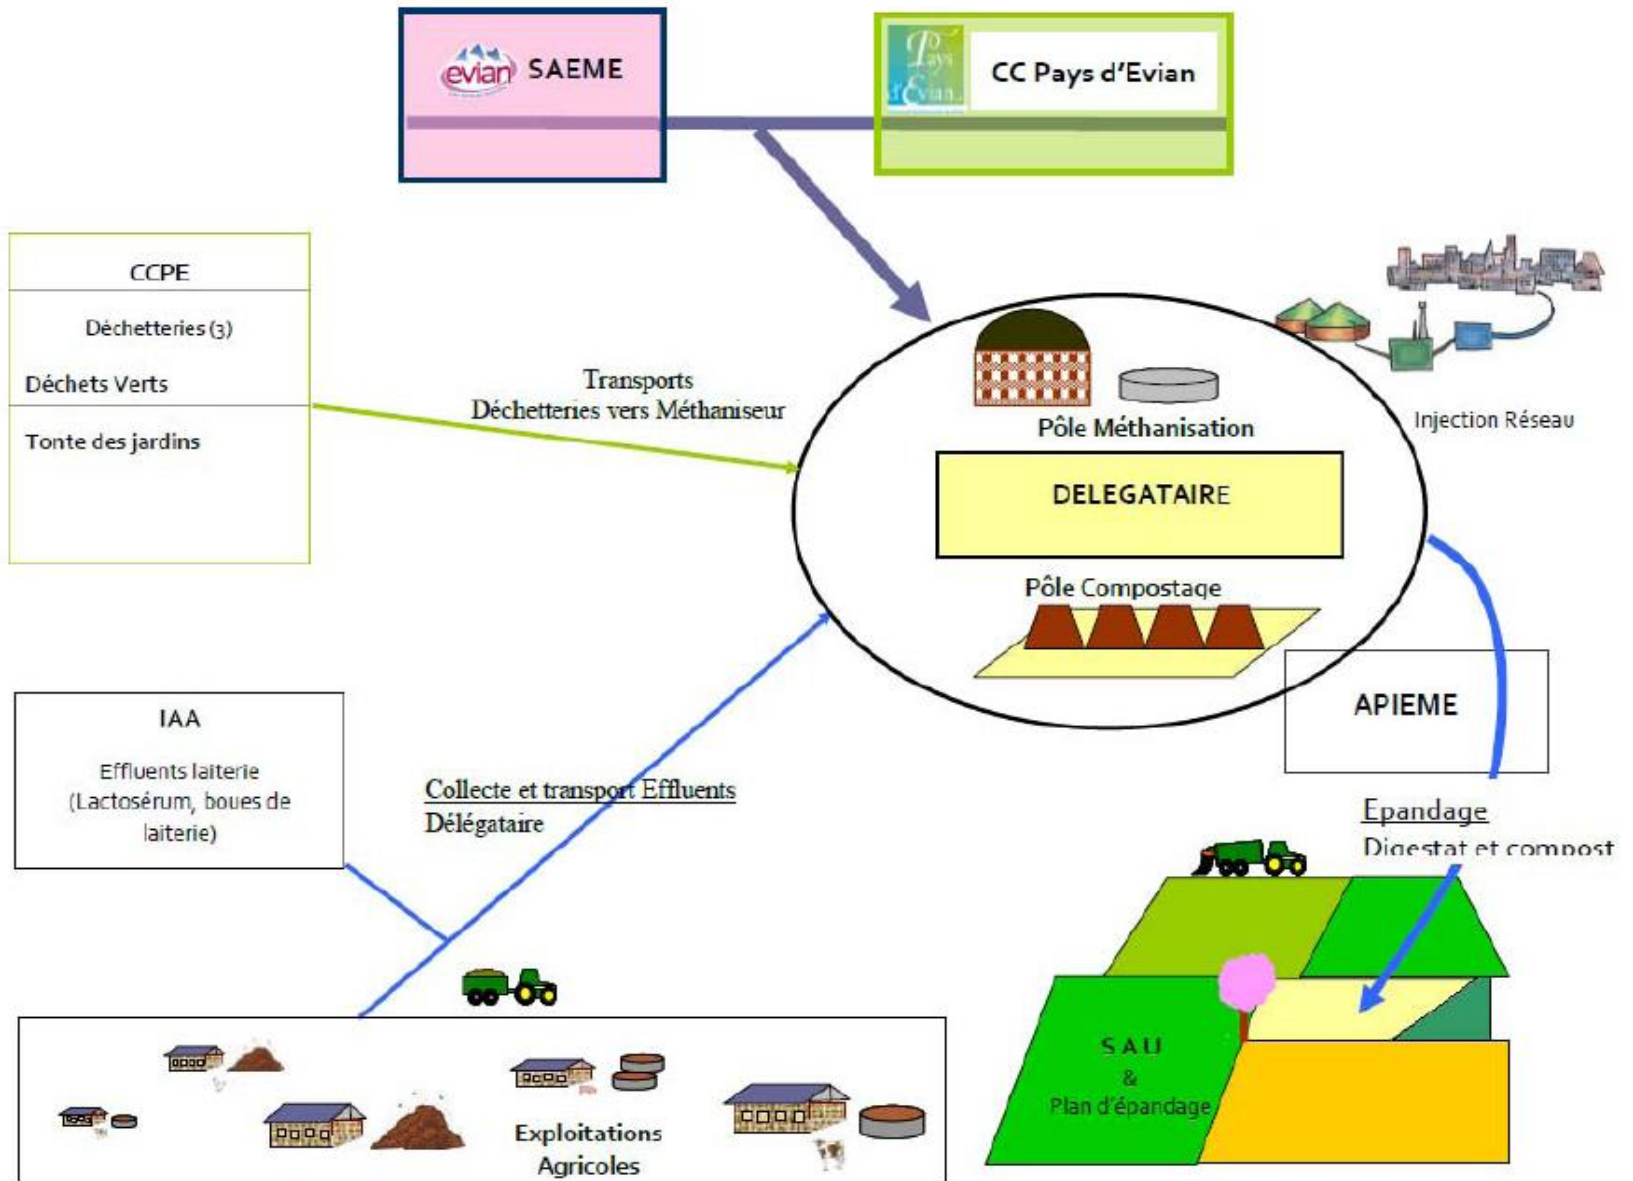 evian SAEME
Pays
d'Evian
CC Pays d'Evian
CCPE
Déchetteries (3)
Déchets Verts
Tonte des jardins
Transports
Déchetteries vers Méthaniseur
Pôle Méthanisation
DELEGATAIRE
Pôle Compostage
Injection Réseau
APIEME
IAA
Effluents laiterie
(Lactosérum, boues de
laiterie)
Collecte et transport Effluents
Délégataire
Epandage
Digestat et compost
Exploitations
Agricoles
SAU
&
Plan d'épandage